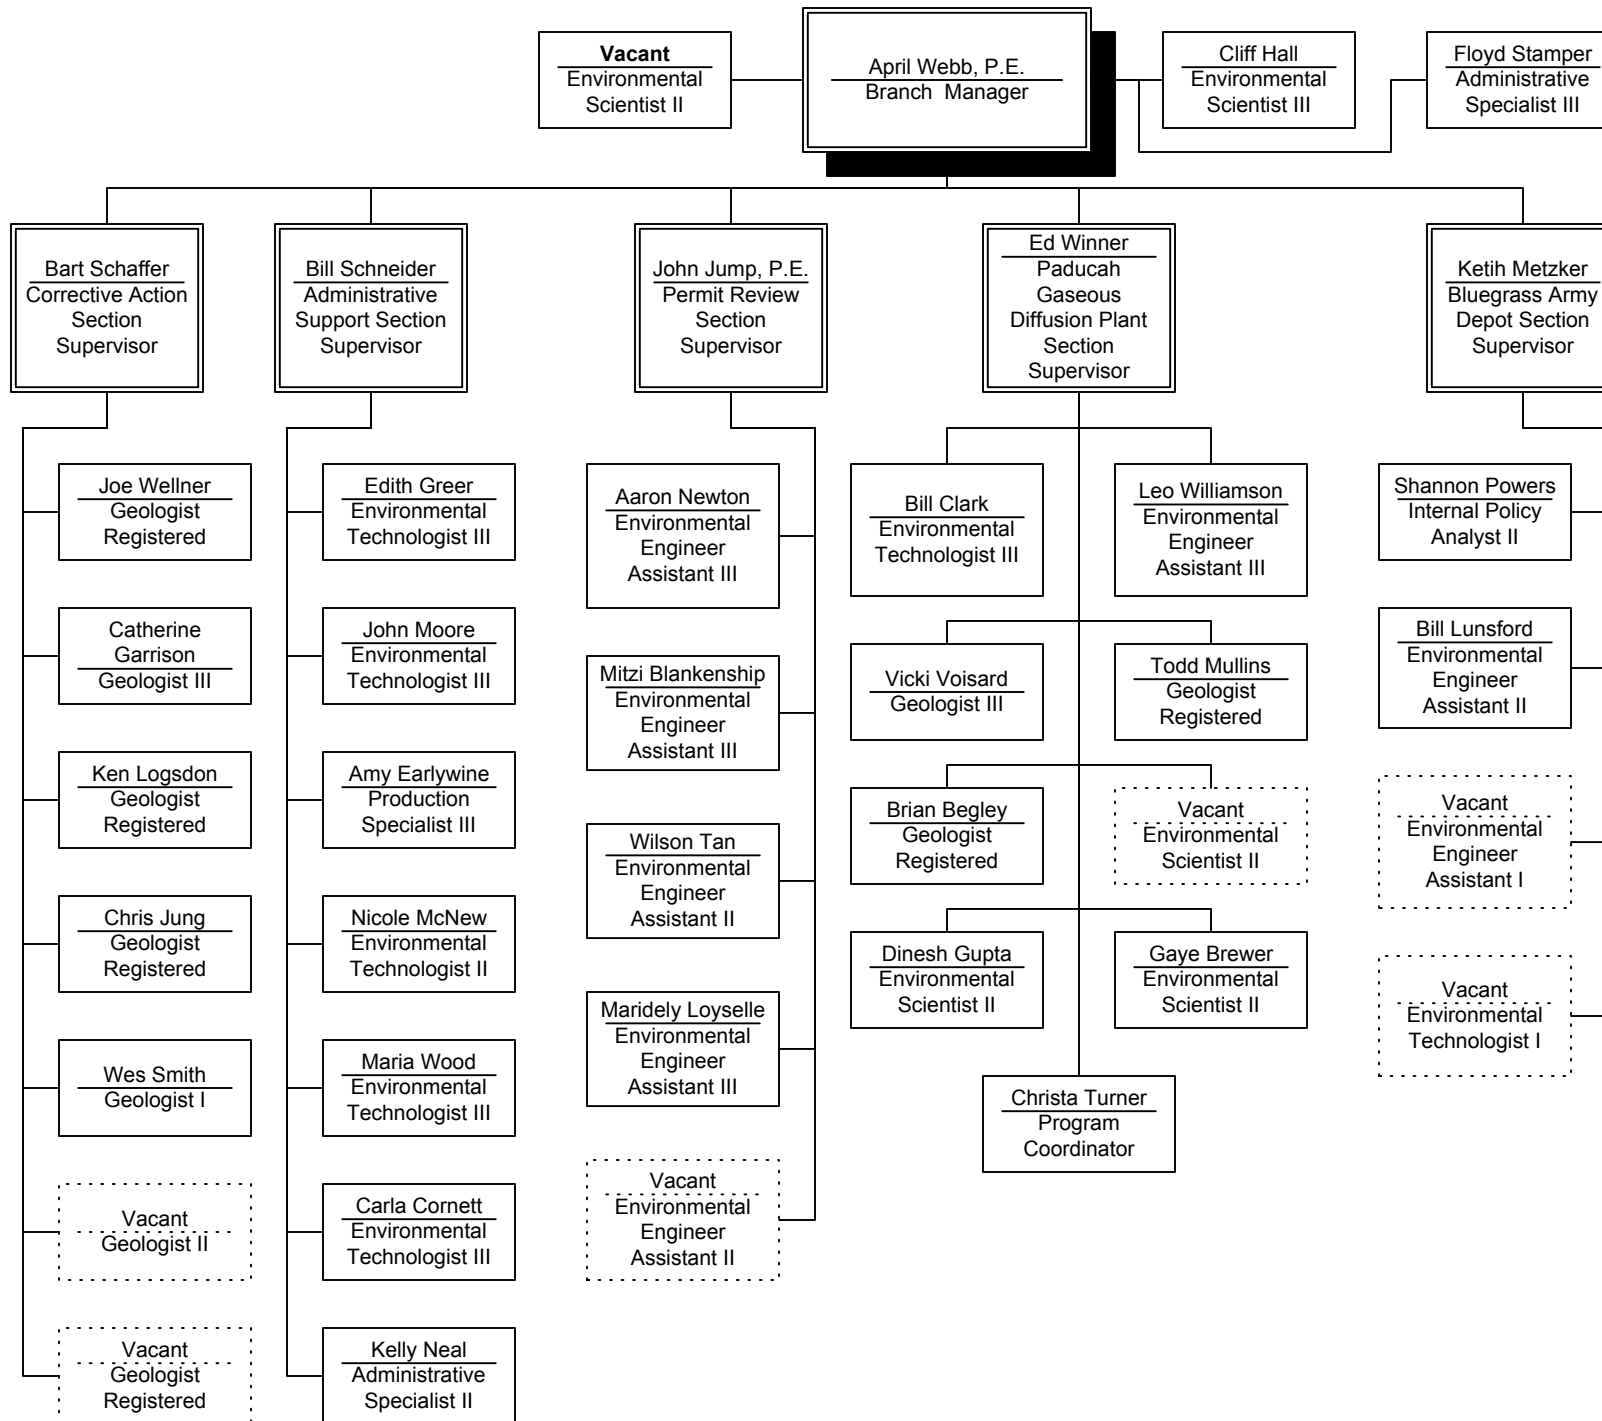 Vacant
Environmental
Scientist II
April Webb, P.E.
Branch Manager
Cliff Hall
Environmental
Scientist III
Floyd Stamper
Administrative
Specialist III
Bart Schaffer
Corrective Action
Section
Supervisor
Bill Schneider
Administrative
Support Section
Supervisor
John Jump, P.E.
Permit Review
Section
Supervisor
Ed Winner
Paducah
Gaseous
Diffusion Plant
Section
Supervisor
Ketih Metzker
Bluegrass Army
Depot Section
Supervisor
Joe Wellner
Geologist
Registered
Catherine
Garrison
Geologist III
Ken Logsdon
Geologist
Registered
Chris Jung
Geologist
Registered
Wes Smith
Geologist I
Vacant
Geologist II
Vacant
Geologist
Registered
Edith Greer
Environmental
Technologist III
John Moore
Environmental
Technologist III
Amy Earlywine
Production
Specialist III
Nicole McNew
Environmental
Technologist II
Maria Wood
Environmental
Technologist III
Carla Cornett
Environmental
Technologist III
Kelly Neal
Administrative
Specialist II
Aaron Newton
Environmental
Engineer
Assistant III
Mitzi Blankenship
Environmental
Engineer
Assistant III
Wilson Tan
Environmental
Engineer
Assistant II
Maridely Loyselle
Environmental
Engineer
Assistant III
Vacant
Environmental
Engineer
Assistant II
Bill Clark
Environmental
Technologist III
Leo Williamson
Environmental
Engineer
Assistant III
Vicki Voisard
Geologist III
Todd Mullins
Geologist
Registered
Brian Begley
Geologist
Registered
Vacant
Environmental
Scientist II
Dinesh Gupta
Environmental
Scientist II
Gaye Brewer
Environmental
Scientist II
Christa Turner
Program
Coordinator
Shannon Powers
Internal Policy
Analyst II
Bill Lunsford
Environmental
Engineer
Assistant II
Vacant
Environmental
Engineer
Assistant I
Vacant
Environmental
Technologist I